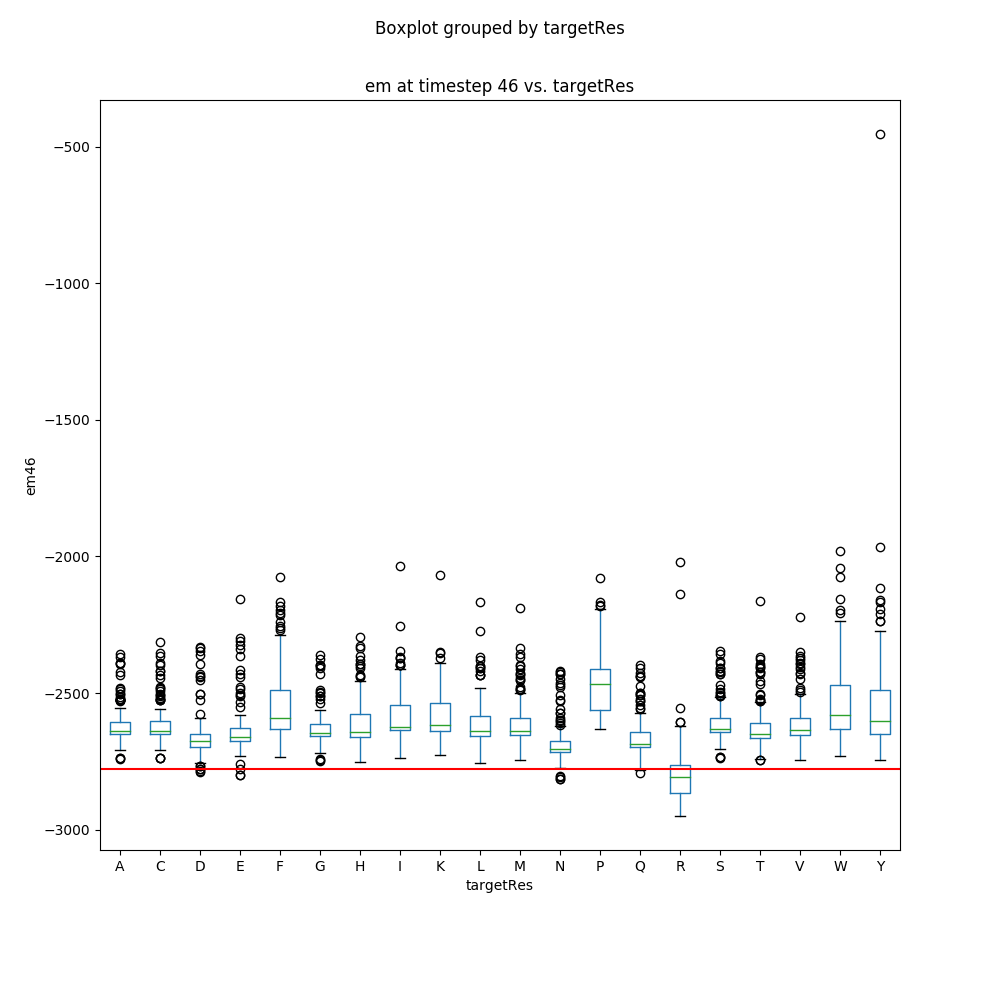 Boxplot grouped by targetRes
em at timestep 46 vs. targetRes
−500
−1000
−1500
−2000
−2500
−3000
em46
A C D E F G H I K L M N P Q R S T V W Y
targetRes